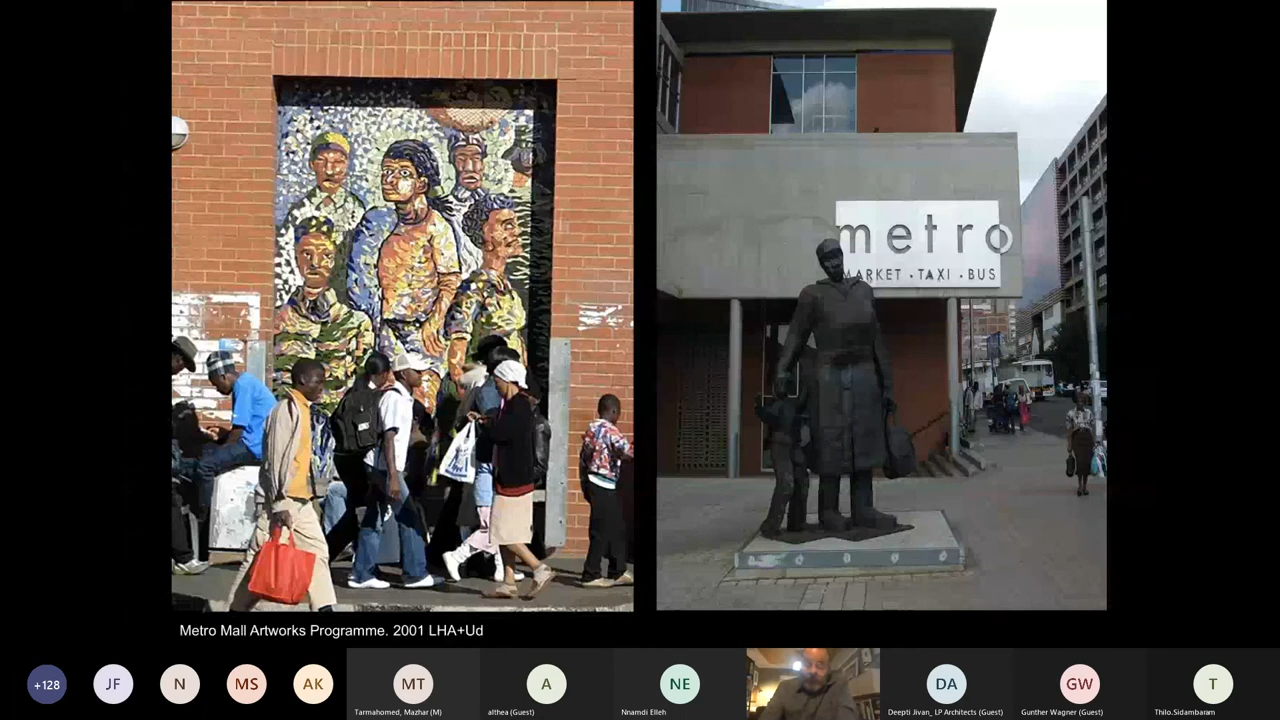 metro
MARKET • TAXI • BUS
Metro Mall Artworks Programme. 2001 LHA+Ud
+128
JF
N
MS
AK
MT
A
NE
DA
GW
T
Tarmahomed, Mazhar (M)
althea (Guest)
Nnamdi Elleh
Deepti Jivan_ LP Architects (Guest)
Gunther Wagner (Guest)
Thilo.Sidambaram